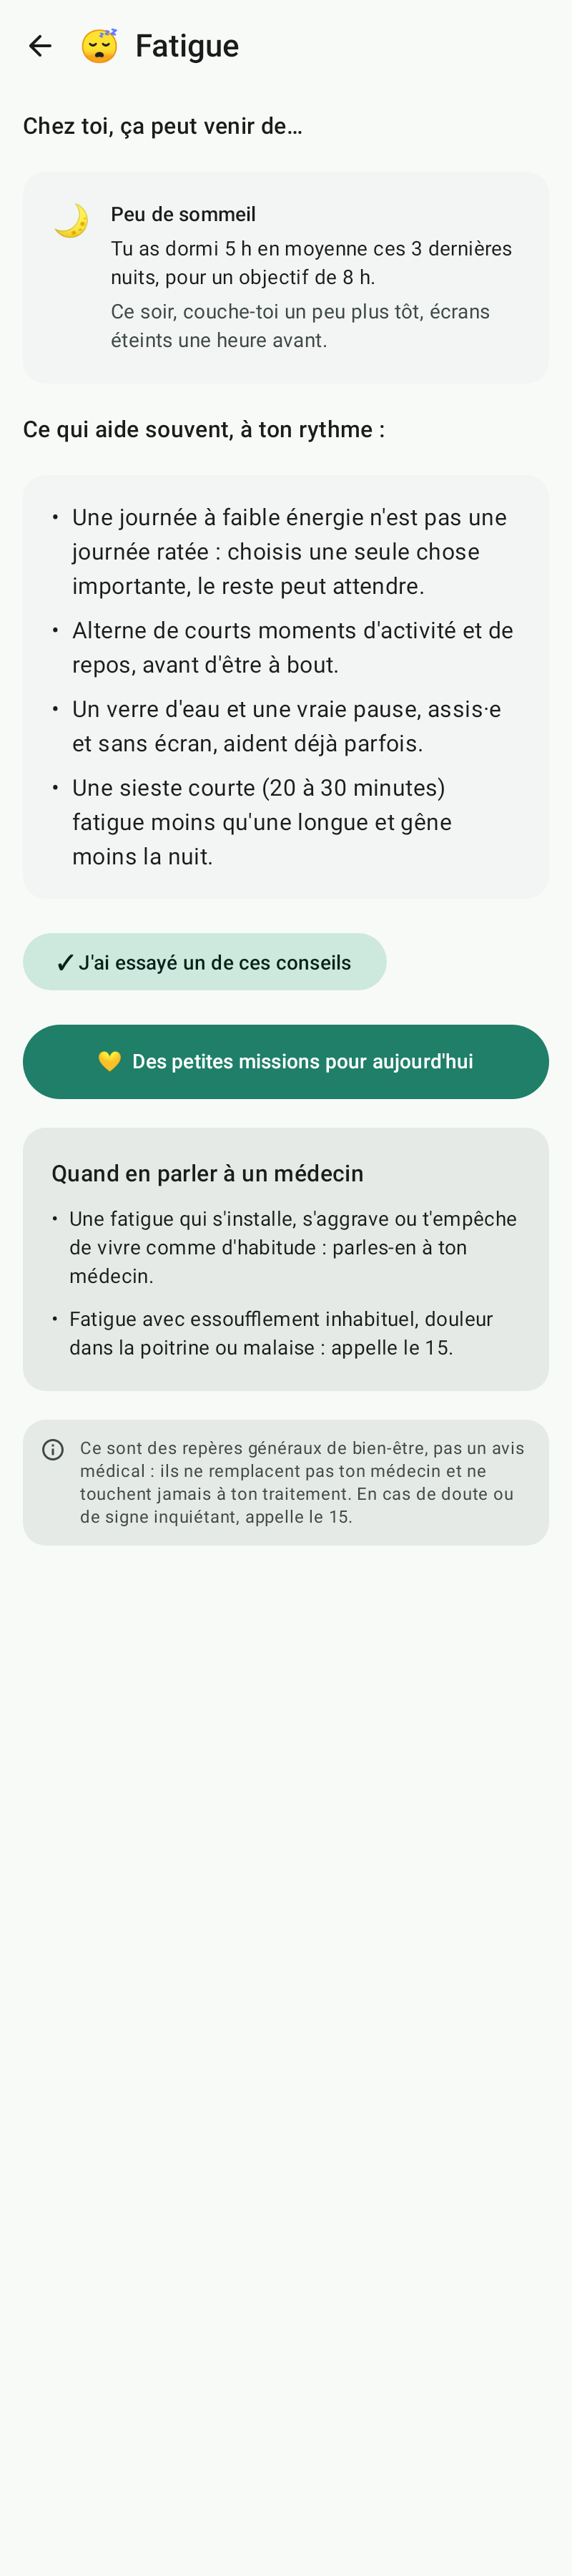 Fatigue
Chez toi, ça peut venir de…
Peu de sommeil
Tu as dormi 5 h en moyenne ces 3 dernières
nuits, pour un objectif de 8 h.
Ce soir, couche-toi un peu plus tôt, écrans
éteints une heure avant.
Ce qui aide souvent, à ton rythme :
• Une journée à faible énergie n'est pas une
journée ratée : choisis une seule chose
importante, le reste peut attendre.
• Alterne de courts moments d'activité et de
repos, avant d'être à bout.
• Un verre d'eau et une vraie pause, assis·e
et sans écran, aident déjà parfois.
• Une sieste courte (20 à 30 minutes)
fatigue moins qu'une longue et gêne
moins la nuit.
✓ J'ai essayé un de ces conseils
💛 Des petites missions pour aujourd'hui
Quand en parler à un médecin
• Une fatigue qui s'installe, s'aggrave ou t'empêche
de vivre comme d'habitude : parles-en à ton
médecin.
• Fatigue avec essoufflement inhabituel, douleur
dans la poitrine ou malaise : appelle le 15.
Ce sont des repères généraux de bien-être, pas un avis
médical : ils ne remplacent pas ton médecin et ne
touchent jamais à ton traitement. En cas de doute ou
de signe inquiétant, appelle le 15.